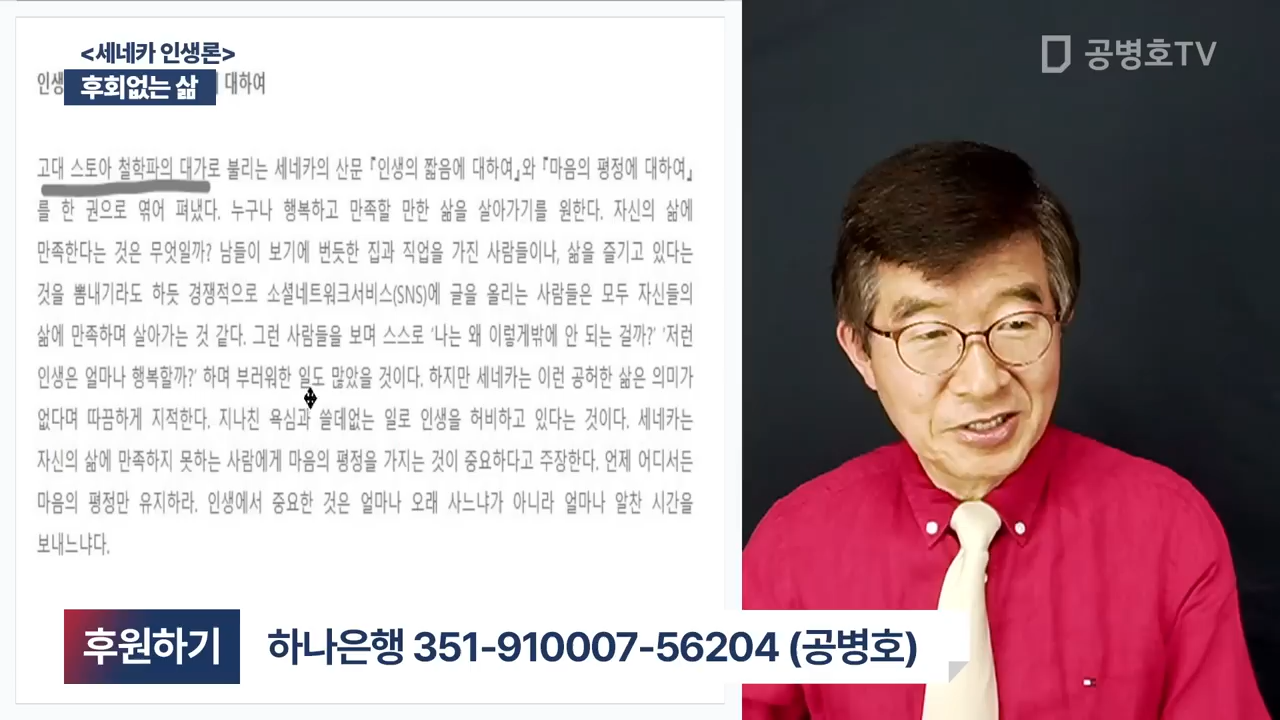 <세네카 인생론>
후회없는 삶
인생 대하여
공병호TV
고대 스토아 철학파의 대가로 불리는 세네카의 산문 『인생의 짧음에 대하여』와 『마음의 평정에 대하여』
를 한 권으로 엮어 펴냈다. 누구나 행복하고 만족할 만한 삶을 살아가기를 원한다. 자신의 삶에
만족한다는 것은 무엇일까? 남들이 보기에 번듯한 집과 직업을 가진 사람들이나, 삶을 즐기고 있다는
것을 뽐내기라도 하듯 경쟁적으로 소셜네트워크서비스(SNS)에 글을 올리는 사람들은 모두 자신들의
삶에 만족하며 살아가는 것 같다. 그런 사람들을 보며 스스로 '나는 왜 이렇게밖에 안 되는 걸까?' '저런
인생은 얼마나 행복할까?' 하며 부러워한 일도 많았을 것이다. 하지만 세네카는 이런 공허한 삶은 의미가
없다며 따끔하게 지적한다. 지나친 욕심과 쓸데없는 일로 인생을 허비하고 있다는 것이다. 세네카는
자신의 삶에 만족하지 못하는 사람에게 마음의 평정을 가지는 것이 중요하다고 주장한다. 언제 어디서든
마음의 평정만 유지하라. 인생에서 중요한 것은 얼마나 오래 사느냐가 아니라 얼마나 알찬 시간을
보내느냐다.
후원하기
하나은행 351-910007-56204 (공병호)